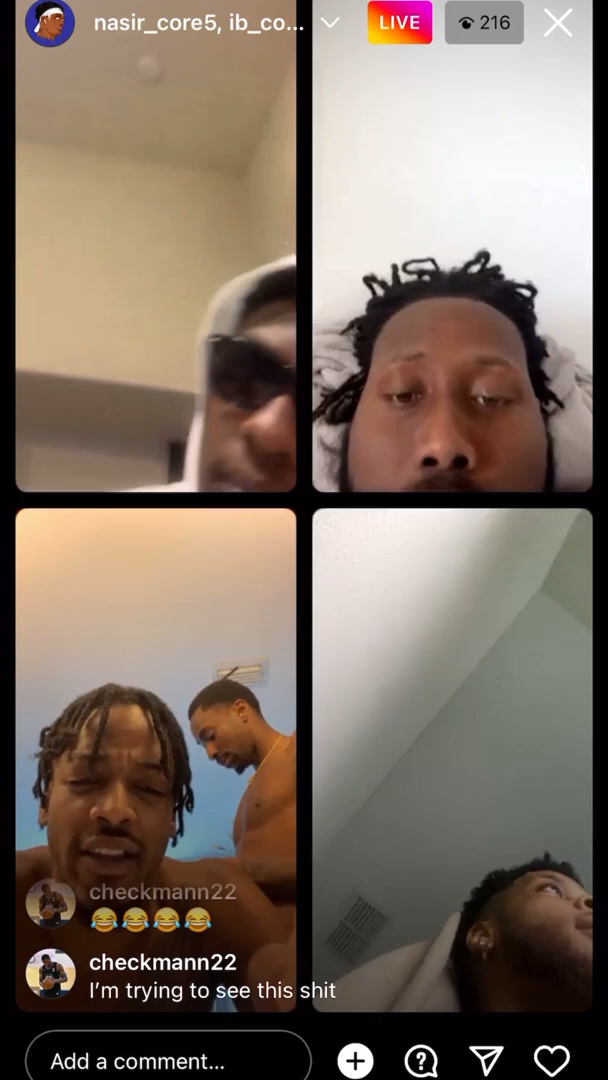 nasir_core5, ib_co...
LIVE
216
checkmann22
😂😂😂😂
checkmann22
I'm trying to see this shit
Add a comment...